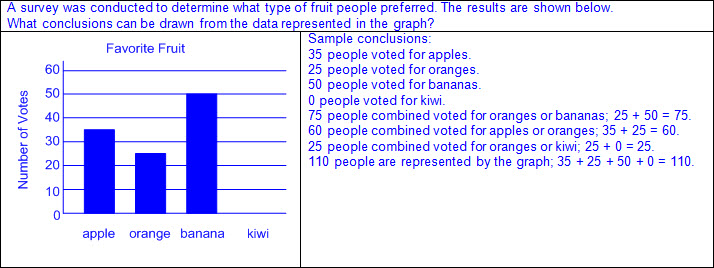 A survey was conducted to determine what type of fruit people preferred. The results are shown below.
What conclusions can be drawn from the data represented in the graph?
Favorite Fruit
Number of Votes
60
50
40
30
20
10
0
apple orange banana kiwi
Sample conclusions:
35 people voted for apples.
25 people voted for oranges.
50 people voted for bananas.
0 people voted for kiwi.
75 people combined voted for oranges or bananas; 25 + 50 = 75.
60 people combined voted for apples or oranges; 35 + 25 = 60.
25 people combined voted for oranges or kiwi; 25 + 0 = 25.
110 people are represented by the graph; 35 + 25 + 50 + 0 = 110.